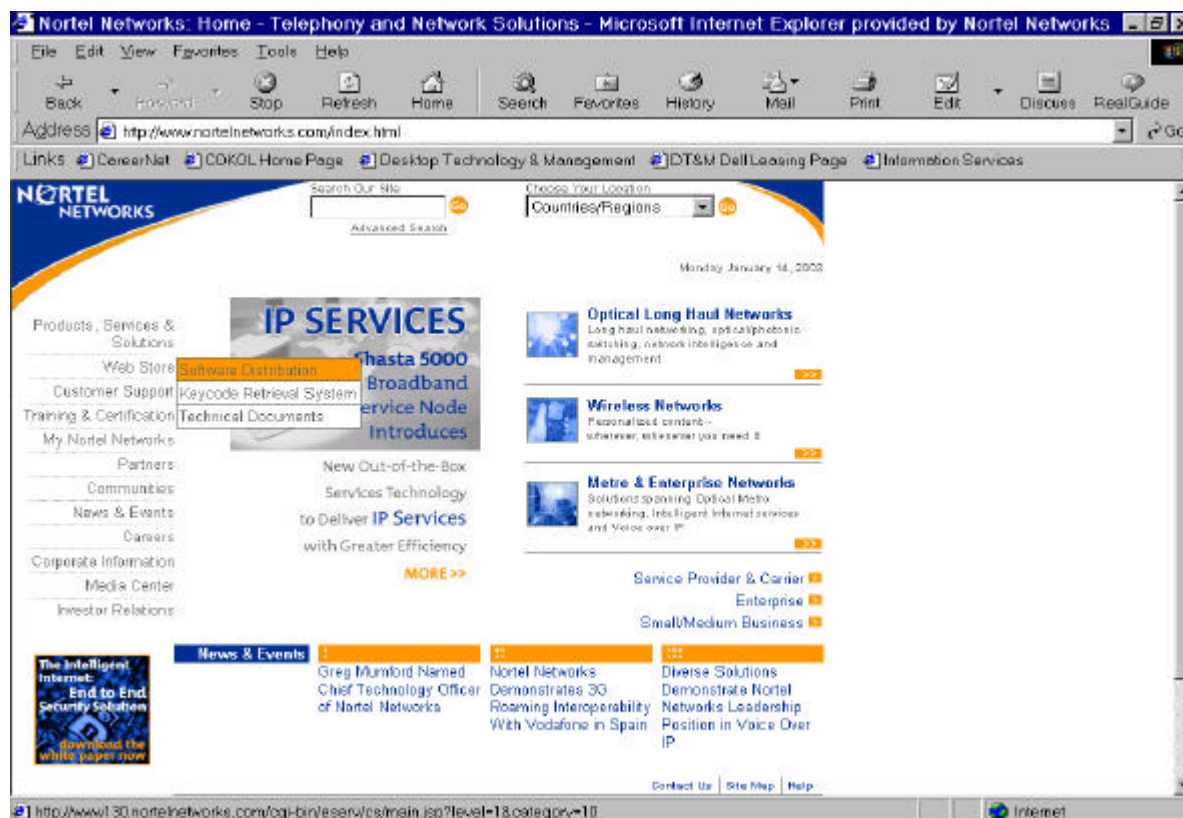 Nortel Networks: Home - Telephony and Network Solutions - Microsoft Internet Explorer provided by Nortel Networks
File Edit View Favorites Tools Help
Back Forward Stop Refresh Home Search Favorites History Mail Print Edit Discuss RealGuide
Address http://www.nortelnetworks.com/index.html Go
Links CareerNet COKOL Home Page Desktop Technology & Management DT&M Dell Leasing Page Information Services
NORTEL
NETWORKS
Search Our Site
Go
Advanced Search
Choose Your Location
Countries/Regions Go
Monday January 14, 2002
Products, Services &
Solutions
Web Store
Customer Support
Training & Certification
My Nortel Networks
Partners
Communities
News & Events
Careers
Corporate Information
Media Center
Investor Relations
Software Distribution
Keycode Retrieval System
Technical Documents
IP SERVICES
Shasta 5000
Broadband
ervice Node
Introduces
New Out-of-the-Box
Services Technology
to Deliver IP Services
with Greater Efficiency
MORE >>
Optical Long Haul Networks
Long haul networking, optical/photonic
switching, network intelligence and
management
>>
Wireless Networks
Personalized content--
wherever, whenever you need it
>>
Metro & Enterprise Networks
Solutions spanning Optical Metro
networking, Intelligent Internet services
and Voice over IP
>>
Service Provider & Carrier
Enterprise
Small/Medium Business
The Intelligent
Internet:
End to End
Security Solution
download the
white paper now
News & Events
Greg Mumford Named
Chief Technology Officer
of Nortel Networks
Nortel Networks
Demonstrates 3G
Roaming Interoperability
With Vodafone in Spain
Diverse Solutions
Demonstrate Nortel
Networks Leadership
Position in Voice Over
IP
Contact Us | Site Map | Help
http://www130.nortelnetworks.com/cgi-bin/eserv/cs/main.jsp?level=1&category=10 Internet